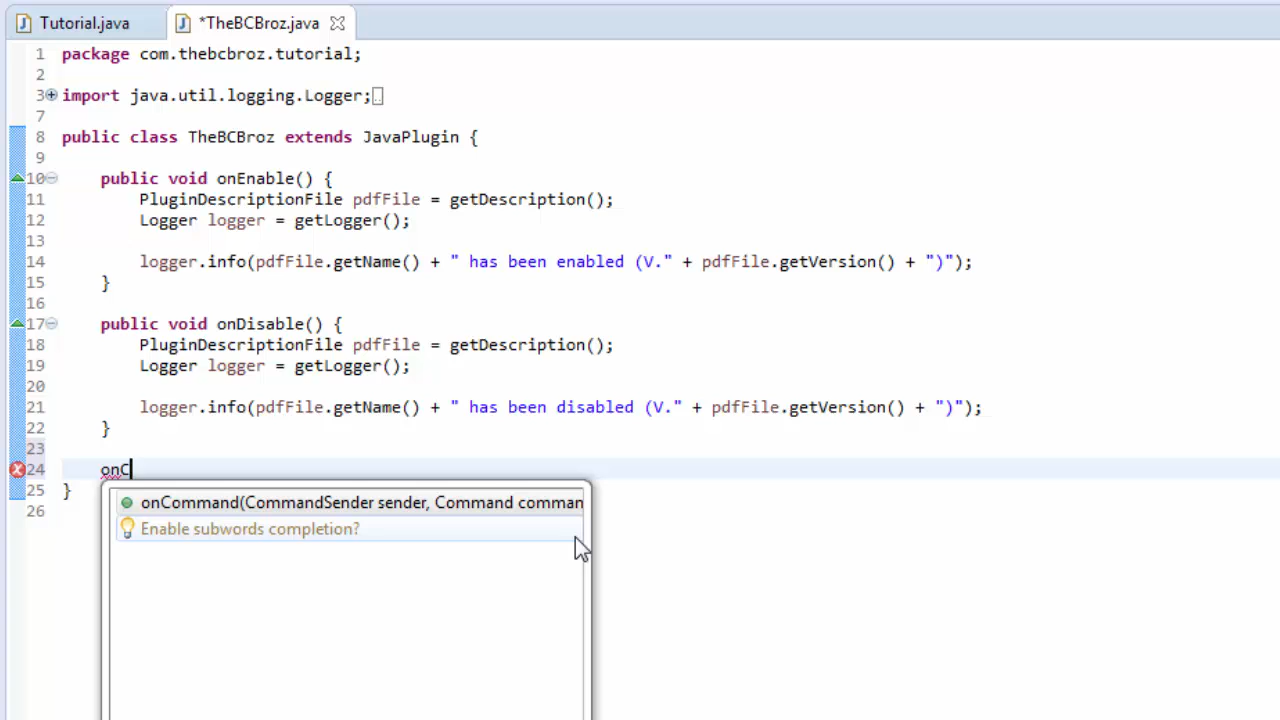 Tutorial.java *TheBCBroz.java
1 package com.thebcbroz.tutorial;
2
3 import java.util.logging.Logger;
7
8 public class TheBCBroz extends JavaPlugin {
9
10 public void onEnable() {
11 PluginDescriptionFile pdfFile = getDescription();
12 Logger logger = getLogger();
13
14 logger.info(pdfFile.getName() + " has been enabled (V." + pdfFile.getVersion() + ")");
15 }
16
17 public void onDisable() {
18 PluginDescriptionFile pdfFile = getDescription();
19 Logger logger = getLogger();
20
21 logger.info(pdfFile.getName() + " has been disabled (V." + pdfFile.getVersion() + ")");
22 }
23
24 onC
25 }
26
onCommand(CommandSender sender, Command comman
Enable subwords completion?